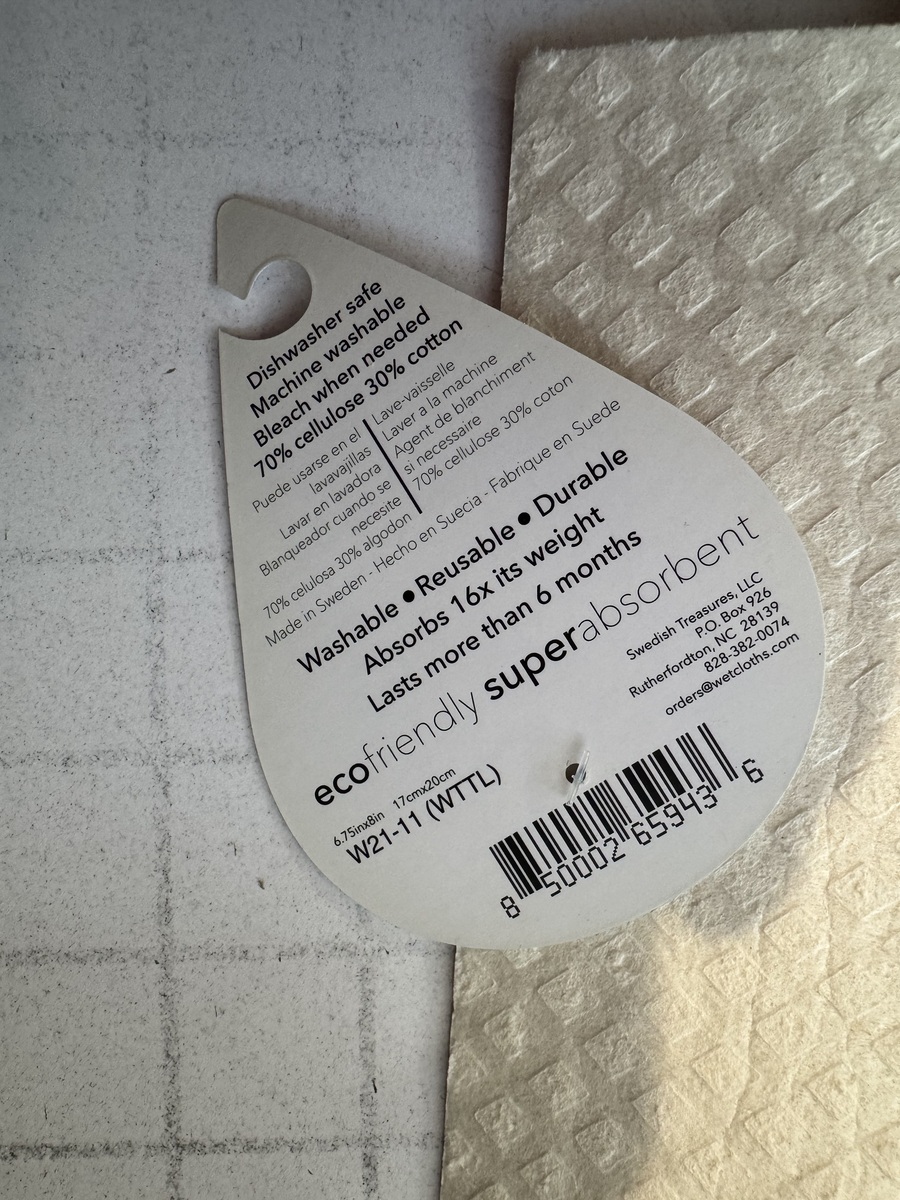 Dishwasher safe
Machine washable
Bleach when needed
70% cellulose 30% cotton
Puede usarse en el
lavavajillas
Lavar en lavadora
Blanqueador cuando se
necesite
70% celulosa 30% algodon
Lave-vaisselle
Laver a la machine
Agent de blanchiment
si necessaire
70% cellulose 30% coton
Made in Sweden - Hecho en Suecia - Fabrique en Suede
Washable • Reusable • Durable
Absorbs 16x its weight
Lasts more than 6 months
ecofriendly superabsorbent
Swedish Treasures, LLC
P.O. Box 926
Rutherfordton, NC 28139
828-382-0074
orders@wetcloths.com
6.75inx8in 17cmx20cm
W21-11 (WTTL)
8 50002 65943 6